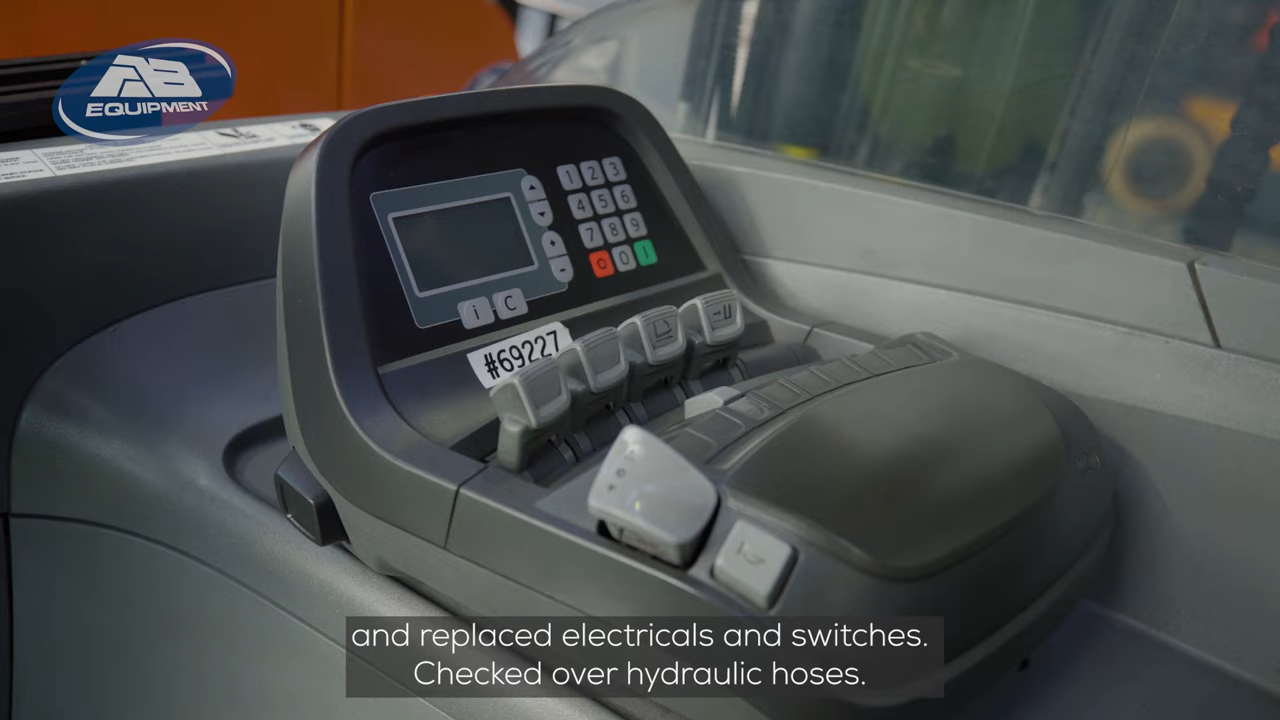 AB
EQUIPMENT
1 2 3
4 5 6
7 8 9
O 0 I
i C
#69227
and replaced electricals and switches.
Checked over hydraulic hoses.